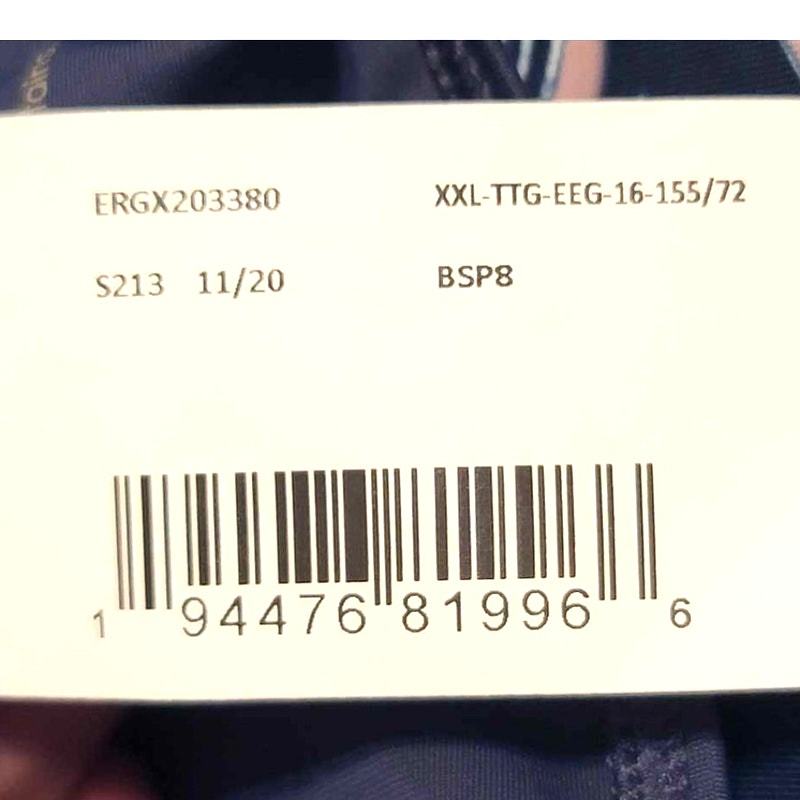 ERGX203380 XXL-TTG-EEG-16-155/72
S213 11/20 BSP8
1 94476 81996 6